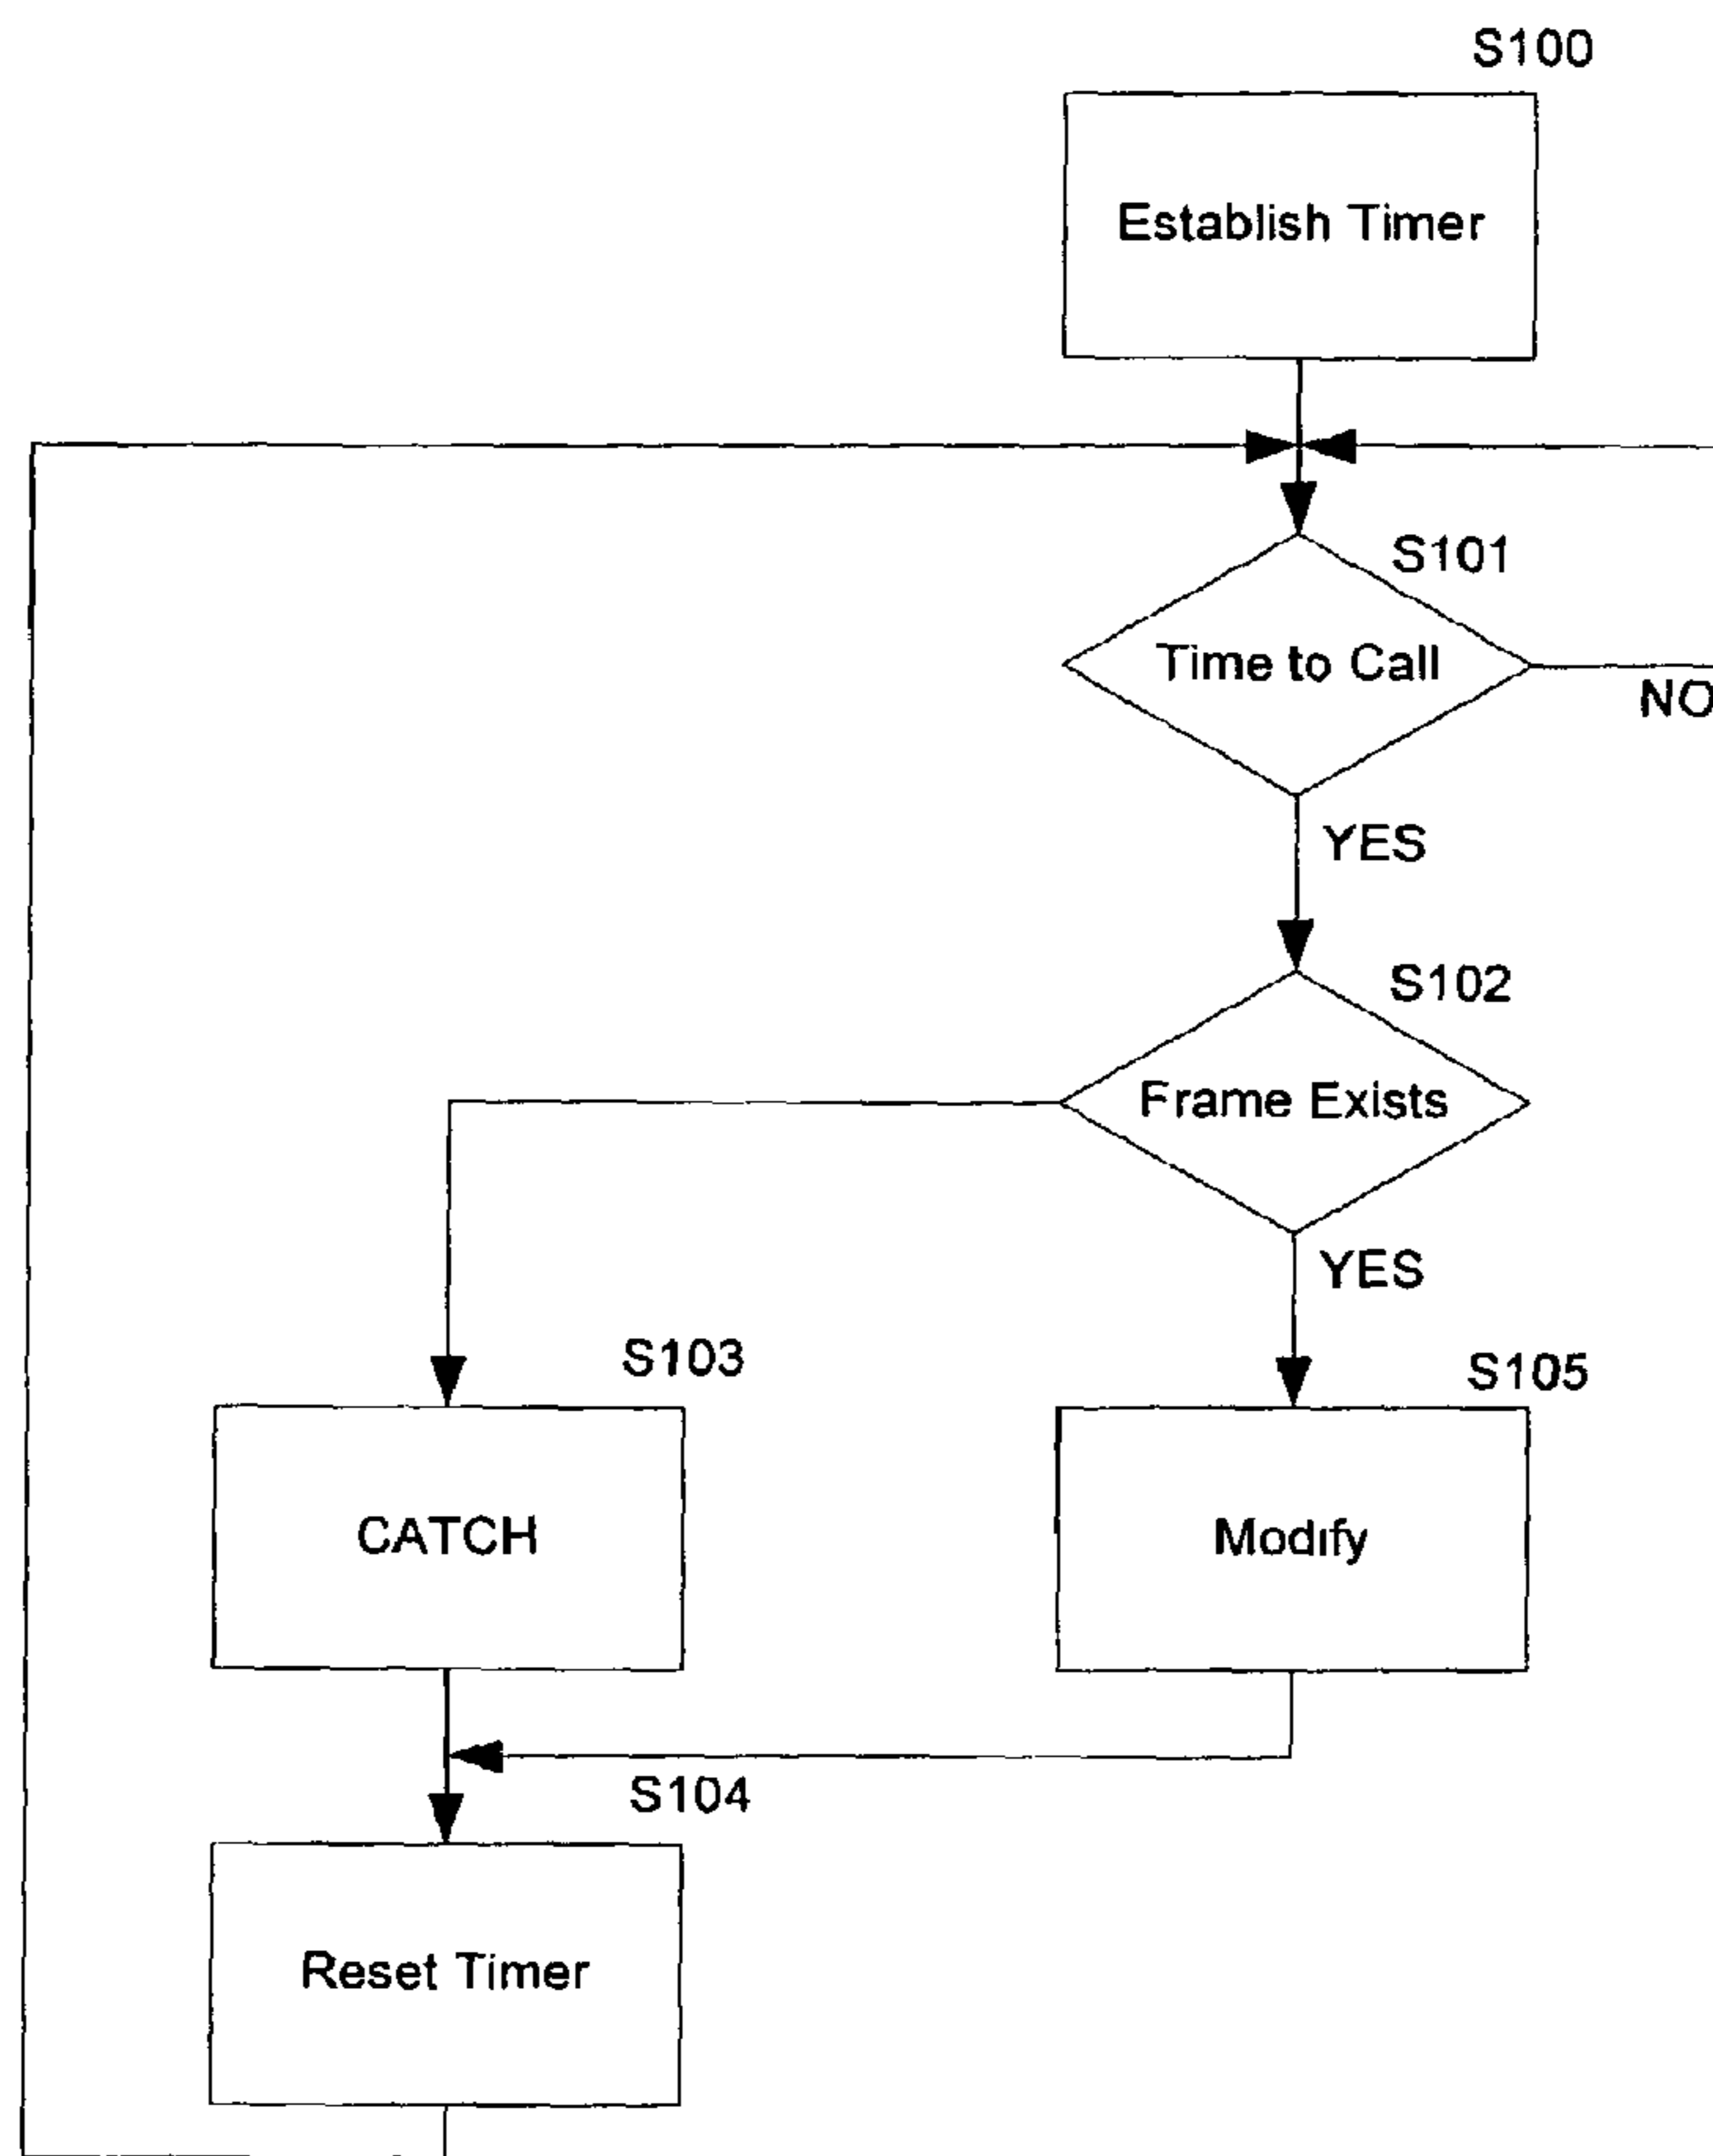 S100
Establish Timer
S101
Time to Call
NO
YES
S102
Frame Exists
YES
S103
S105
CATCH
Modify
S104
Reset Timer